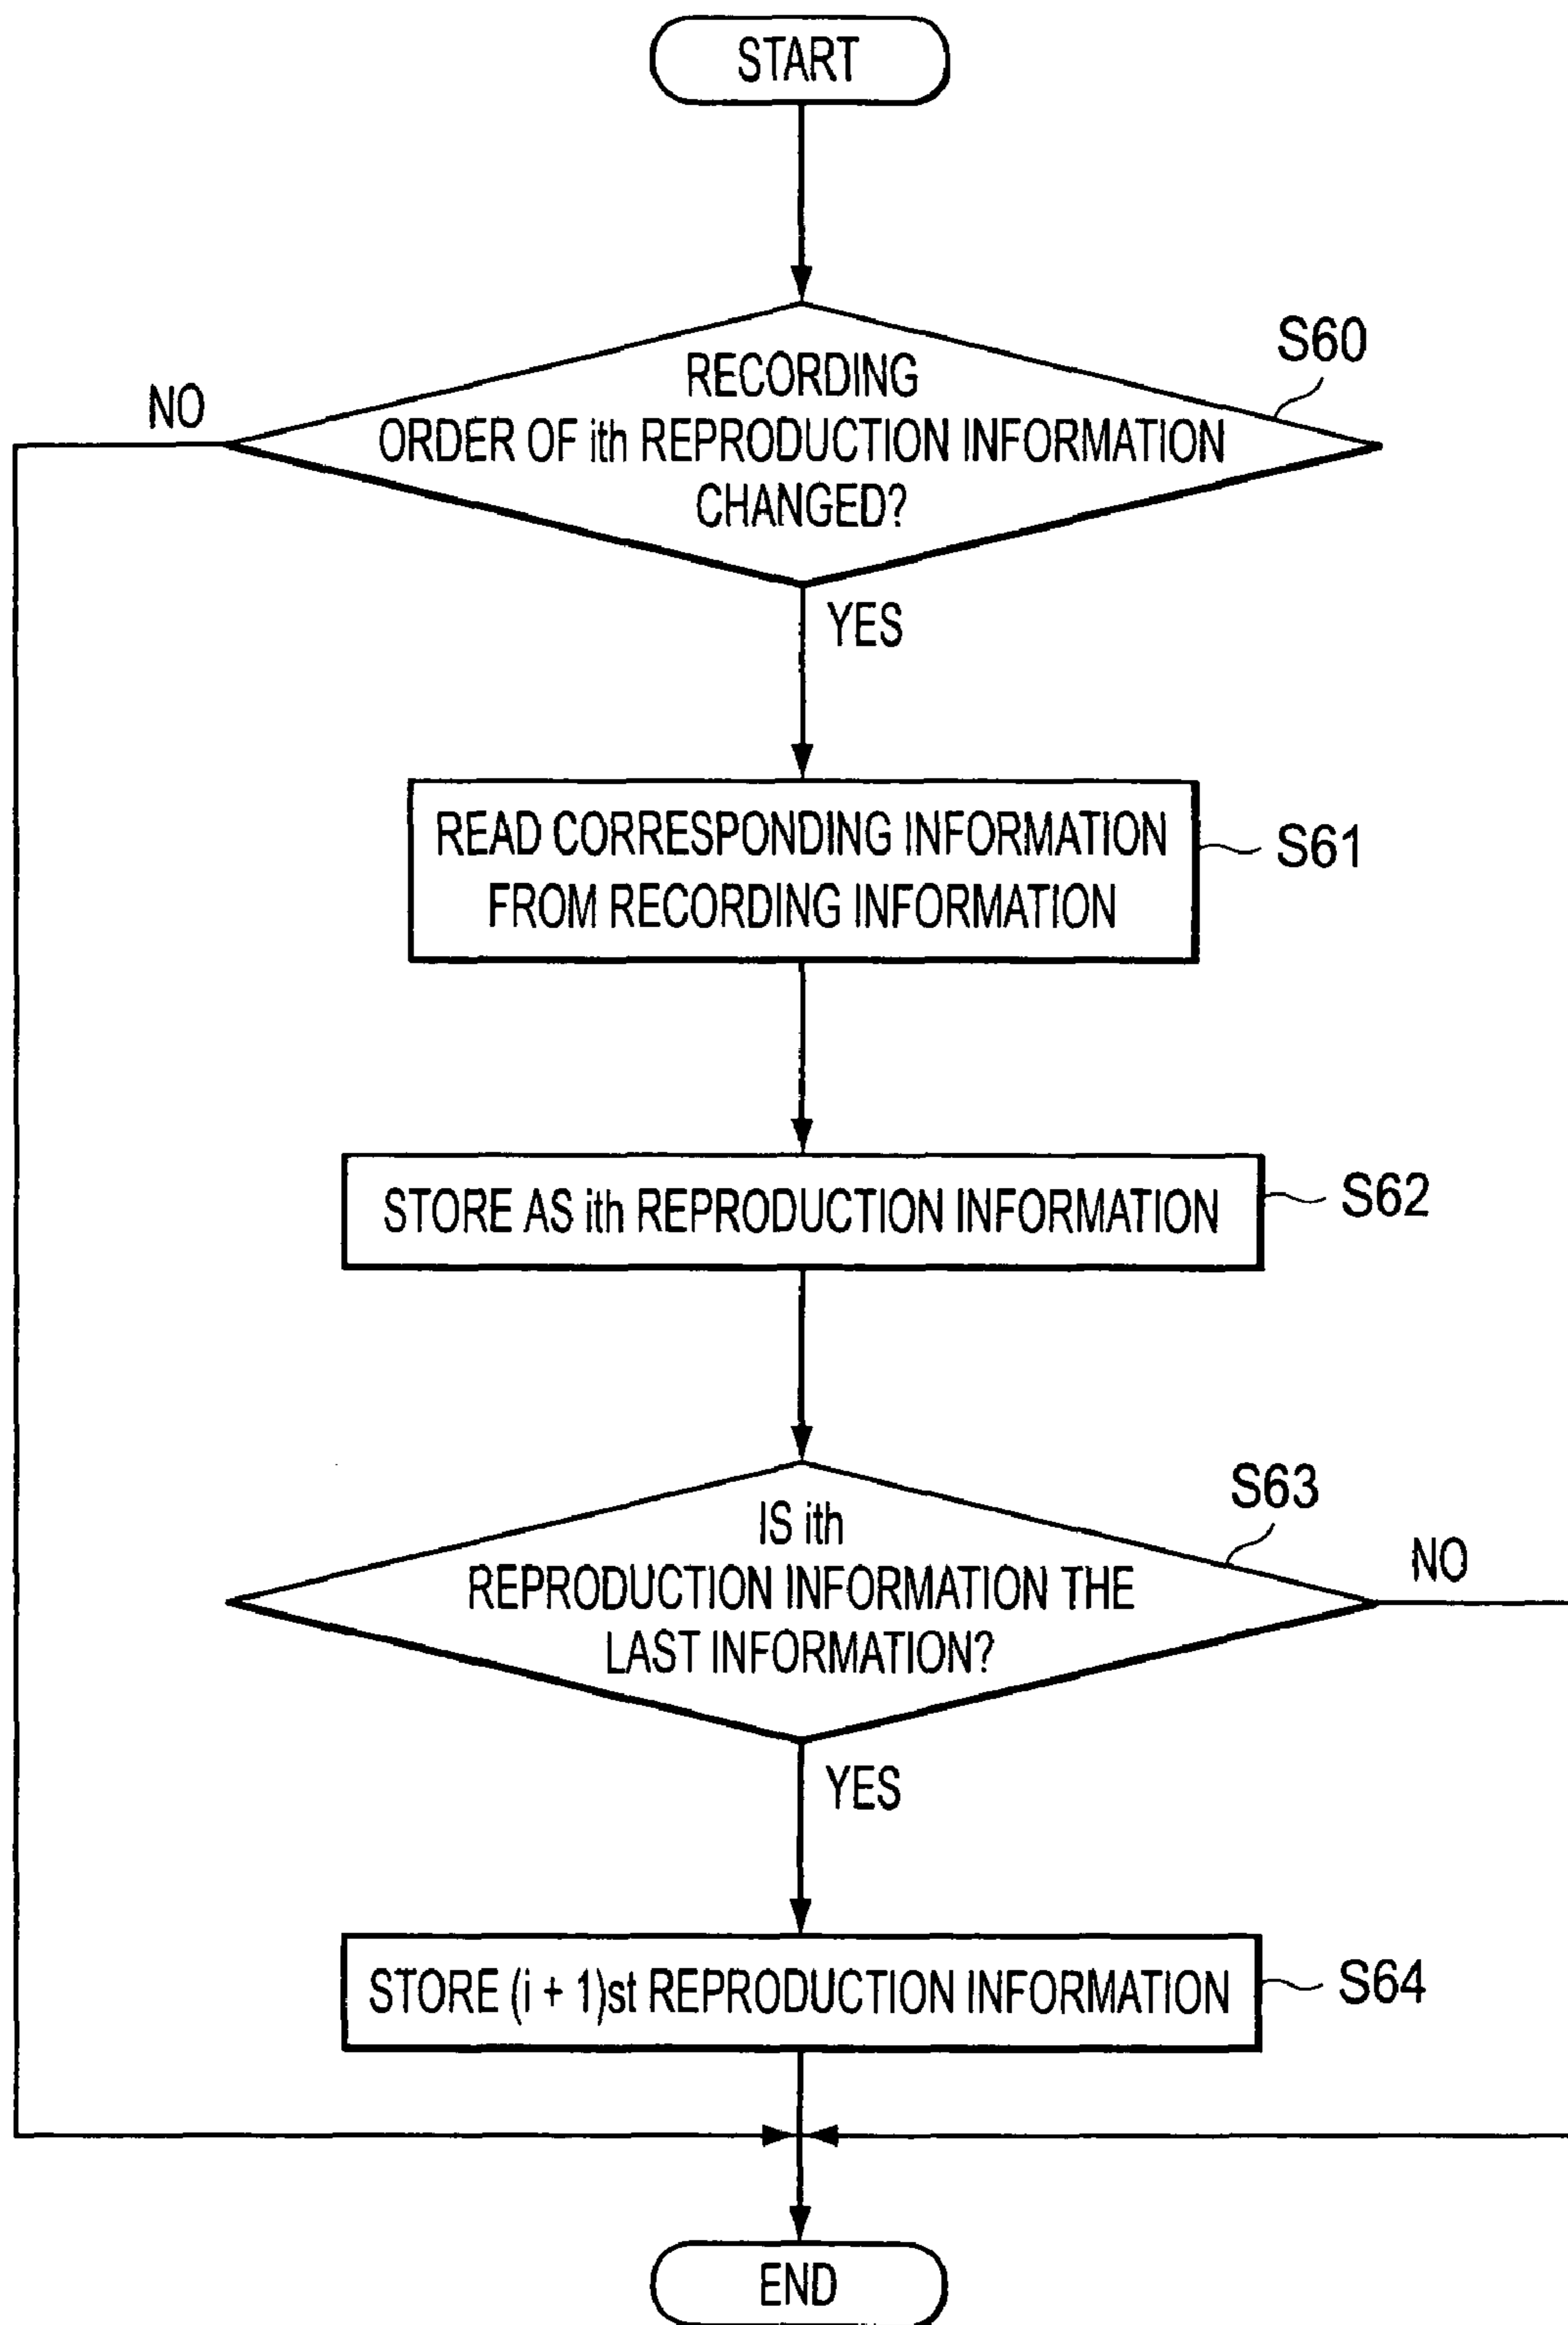 START
S60
NO
RECORDING
ORDER OF ith REPRODUCTION INFORMATION
CHANGED?
YES
READ CORRESPONDING INFORMATION
FROM RECORDING INFORMATION
S61
STORE AS ith REPRODUCTION INFORMATION
S62
S63
IS ith
REPRODUCTION INFORMATION THE
LAST INFORMATION?
NO
YES
STORE (i + 1)st REPRODUCTION INFORMATION
S64
END